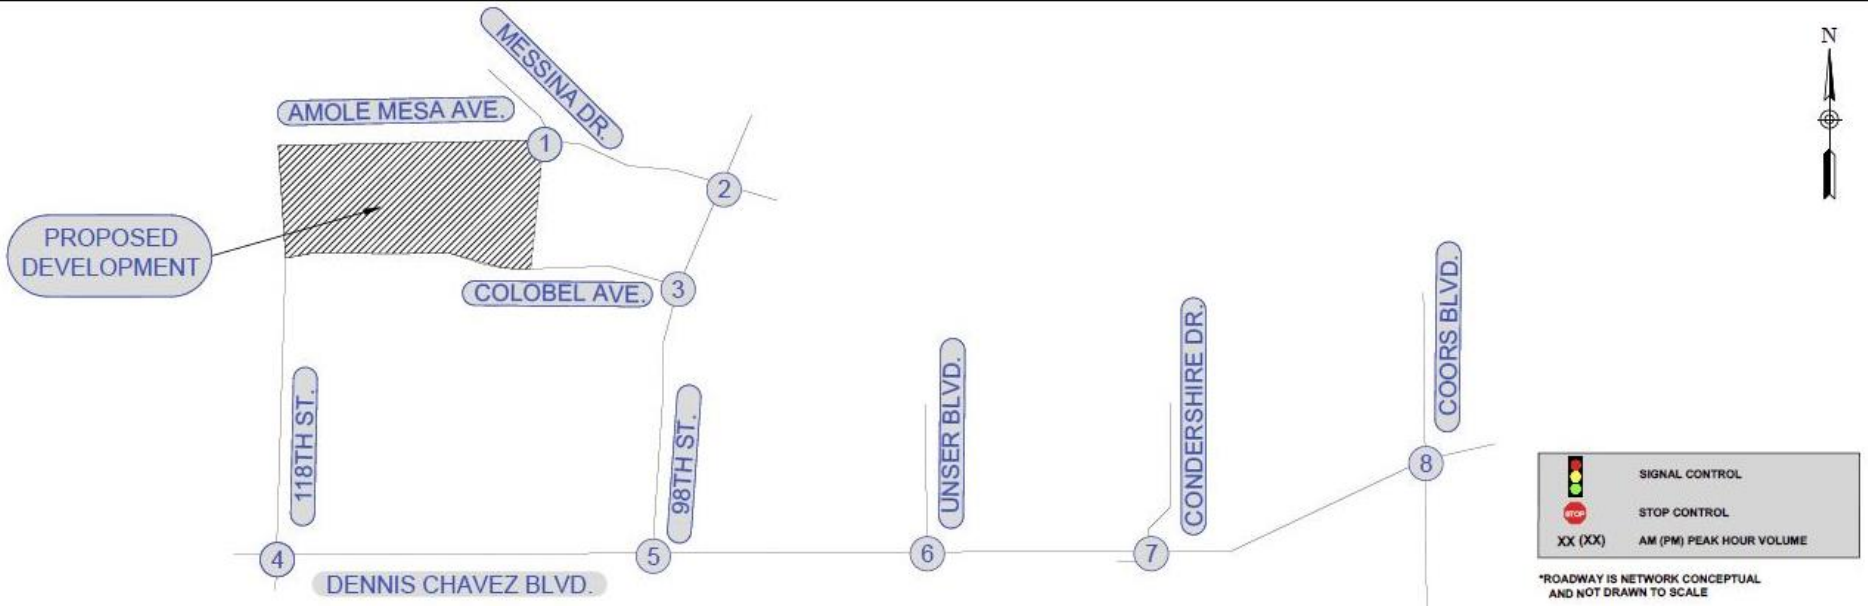 MESSINA DR.
N
AMOLE MESA AVE.
1
2
PROPOSED
DEVELOPMENT
COLOBEL AVE.
3
COORS BLVD.
CONDERSHIRE DR.
UNSER BLVD.
118TH ST.
98TH ST.
8
4
5
6
7
DENNIS CHAVEZ BLVD.
SIGNAL CONTROL
STOP
STOP CONTROL
XX (XX) AM (PM) PEAK HOUR VOLUME
*ROADWAY IS NETWORK CONCEPTUAL
AND NOT DRAWN TO SCALE